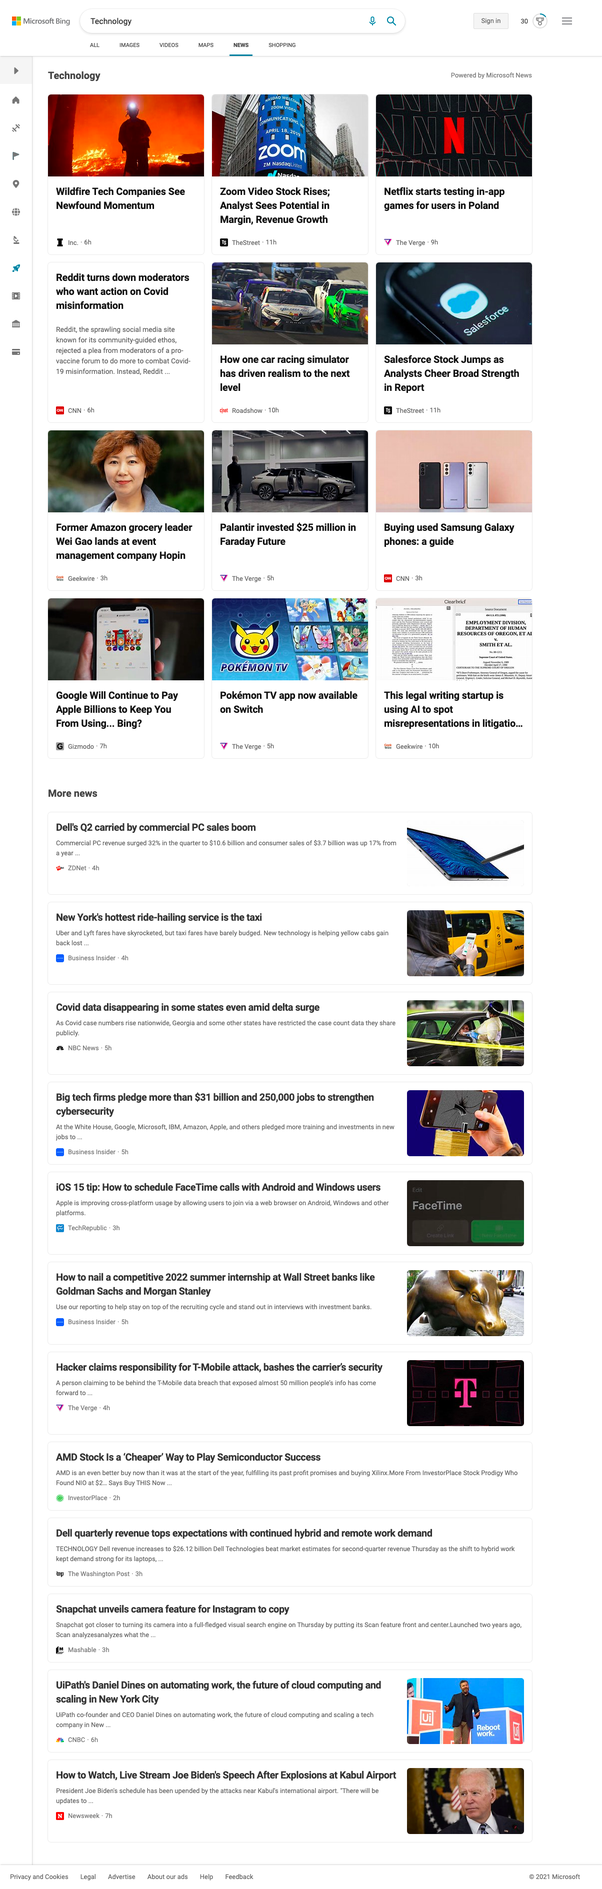 Microsoft Bing
Technology
Sign in
30
ALL
IMAGES
VIDEOS
MAPS
NEWS
SHOPPING
Technology
Powered by Microsoft News
ZOOM VIDEO
APRIL 18, 2019
zoom
ZM Nasdaq
Nasdaq
N
Wildfire Tech Companies See
Newfound Momentum
Inc. · 6h
Zoom Video Stock Rises;
Analyst Sees Potential in
Margin, Revenue Growth
TheStreet · 11h
Netflix starts testing in-app
games for users in Poland
The Verge · 9h
Reddit turns down moderators
who want action on Covid
misinformation
Reddit, the sprawling social media site
known for its community-guided ethos,
rejected a plea from moderators of a pro-
vaccine forum to do more to combat Covid-
19 misinformation. Instead, Reddit ...
CNN · 6h
How one car racing simulator
has driven realism to the next
level
Roadshow · 10h
Salesforce
Salesforce Stock Jumps as
Analysts Cheer Broad Strength
in Report
TheStreet · 11h
Former Amazon grocery leader
Wei Gao lands at event
management company Hopin
Geekwire · 3h
Palantir invested $25 million in
Faraday Future
The Verge · 5h
Buying used Samsung Galaxy
phones: a guide
CNN · 3h
Google Will Continue to Pay
Apple Billions to Keep You
From Using... Bing?
Gizmodo · 7h
POKÉMON TV
Pokémon TV app now available
on Switch
The Verge · 5h
Clearbrief
EMPLOYMENT DIVISION,
DEPARTMENT OF HUMAN
RESOURCES OF OREGON, ET AL
v.
SMITH ET AL.
This legal writing startup is
using AI to spot
misrepresentations in litigatio...
Geekwire · 10h
More news
Dell's Q2 carried by commercial PC sales boom
Commercial PC revenue surged 32% in the quarter to $10.6 billion and consumer sales of $3.7 billion was up 17% from
a year ...
ZDNet · 4h
New York's hottest ride-hailing service is the taxi
Uber and Lyft fares have skyrocketed, but taxi fares have barely budged. New technology is helping yellow cabs gain
back lost ...
Business Insider · 4h
Covid data disappearing in some states even amid delta surge
As Covid case numbers rise nationwide, Georgia and some other states have restricted the case count data they share
publicly.
NBC News · 5h
Big tech firms pledge more than $31 billion and 250,000 jobs to strengthen
cybersecurity
At the White House, Google, Microsoft, IBM, Amazon, Apple, and others pledged more training and investments in new
jobs to ...
Business Insider · 5h
iOS 15 tip: How to schedule FaceTime calls with Android and Windows users
Apple is improving cross-platform usage by allowing users to join via a web browser on Android, Windows and other
platforms.
TechRepublic · 3h
FaceTime
How to nail a competitive 2022 summer internship at Wall Street banks like
Goldman Sachs and Morgan Stanley
Use our reporting to help stay on top of the recruiting cycle and stand out in interviews with investment banks.
Business Insider · 5h
Hacker claims responsibility for T-Mobile attack, bashes the carrier's security
A person claiming to be behind the T-Mobile data breach that exposed almost 50 million people's info has come
forward to ...
The Verge · 4h
T
AMD Stock Is a 'Cheaper' Way to Play Semiconductor Success
AMD is an even better buy now than it was at the start of the year, fulfilling its past profit promises and buying Xilinx.More From InvestorPlace Stock Prodigy Who
Found NIO at $2... Says Buy THIS Now ...
InvestorPlace · 2h
Dell quarterly revenue tops expectations with continued hybrid and remote work demand
TECHNOLOGY Dell revenue increases to $26.12 billion Dell Technologies beat market estimates for second-quarter revenue Thursday as the shift to hybrid work
kept demand strong for its laptops, ...
The Washington Post · 3h
Snapchat unveils camera feature for Instagram to copy
Snapchat got closer to turning its camera into a full-fledged visual search engine on Thursday by putting its Scan feature front and center.Launched two years ago,
Scan analyzesanalyzes what the ...
Mashable · 3h
UiPath's Daniel Dines on automating work, the future of cloud computing and
scaling in New York City
UiPath co-founder and CEO Daniel Dines on automating work, the future of cloud computing and scaling a tech
company in New ...
CNBC · 6h
Ui
Reboot
work.
How to Watch, Live Stream Joe Biden's Speech After Explosions at Kabul Airport
President Joe Biden's schedule has been upended by the attacks near Kabul's international airport. "There will be
updates to ...
Newsweek · 7h
Privacy and Cookies
Legal
Advertise
About our ads
Help
Feedback
© 2021 Microsoft